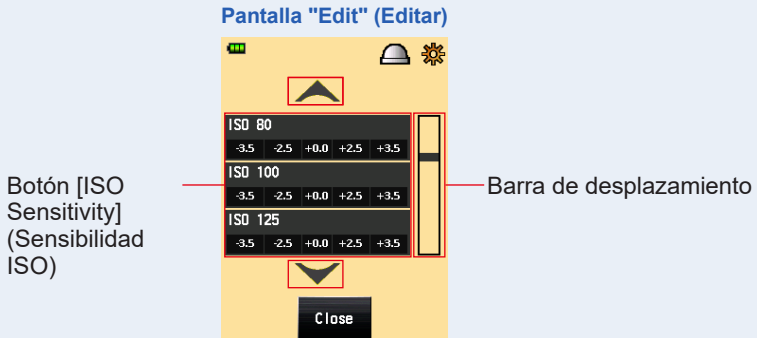 Pantalla "Edit" (Editar)
ISO 80
-3.5 -2.5 +0.0 +2.5 +3.5
ISO 100
-3.5 -2.5 +0.0 +2.5 +3.5
ISO 125
-3.5 -2.5 +0.0 +2.5 +3.5
Close
Botón [ISO
Sensitivity]
(Sensibilidad
ISO)
Barra de desplazamiento